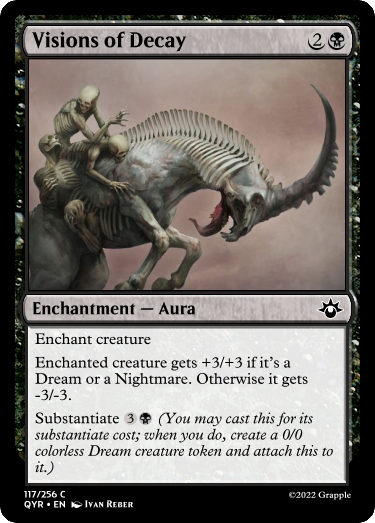 Visions of Decay 2
Enchantment — Aura
Enchant creature
Enchanted creature gets +3/+3 if it's a
Dream or a Nightmare. Otherwise it gets
-3/-3.
Substantiate 3 (You may cast this for its
substantiate cost; when you do, create a 0/0
colorless Dream creature token and attach this to
it.)
117/256 C
QYR • EN Ivan Reber
©2022 Grapple